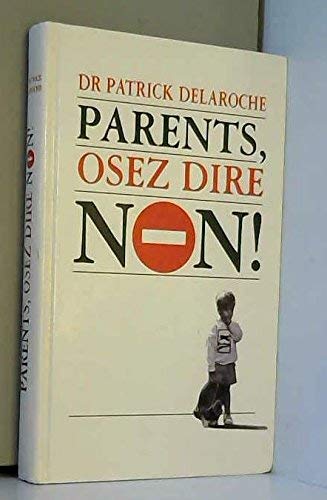 DR PATRICK DELAROCHE
PARENTS,
OSEZ DIRE
NON!
PARENTS, OSEZ DIRE NON!